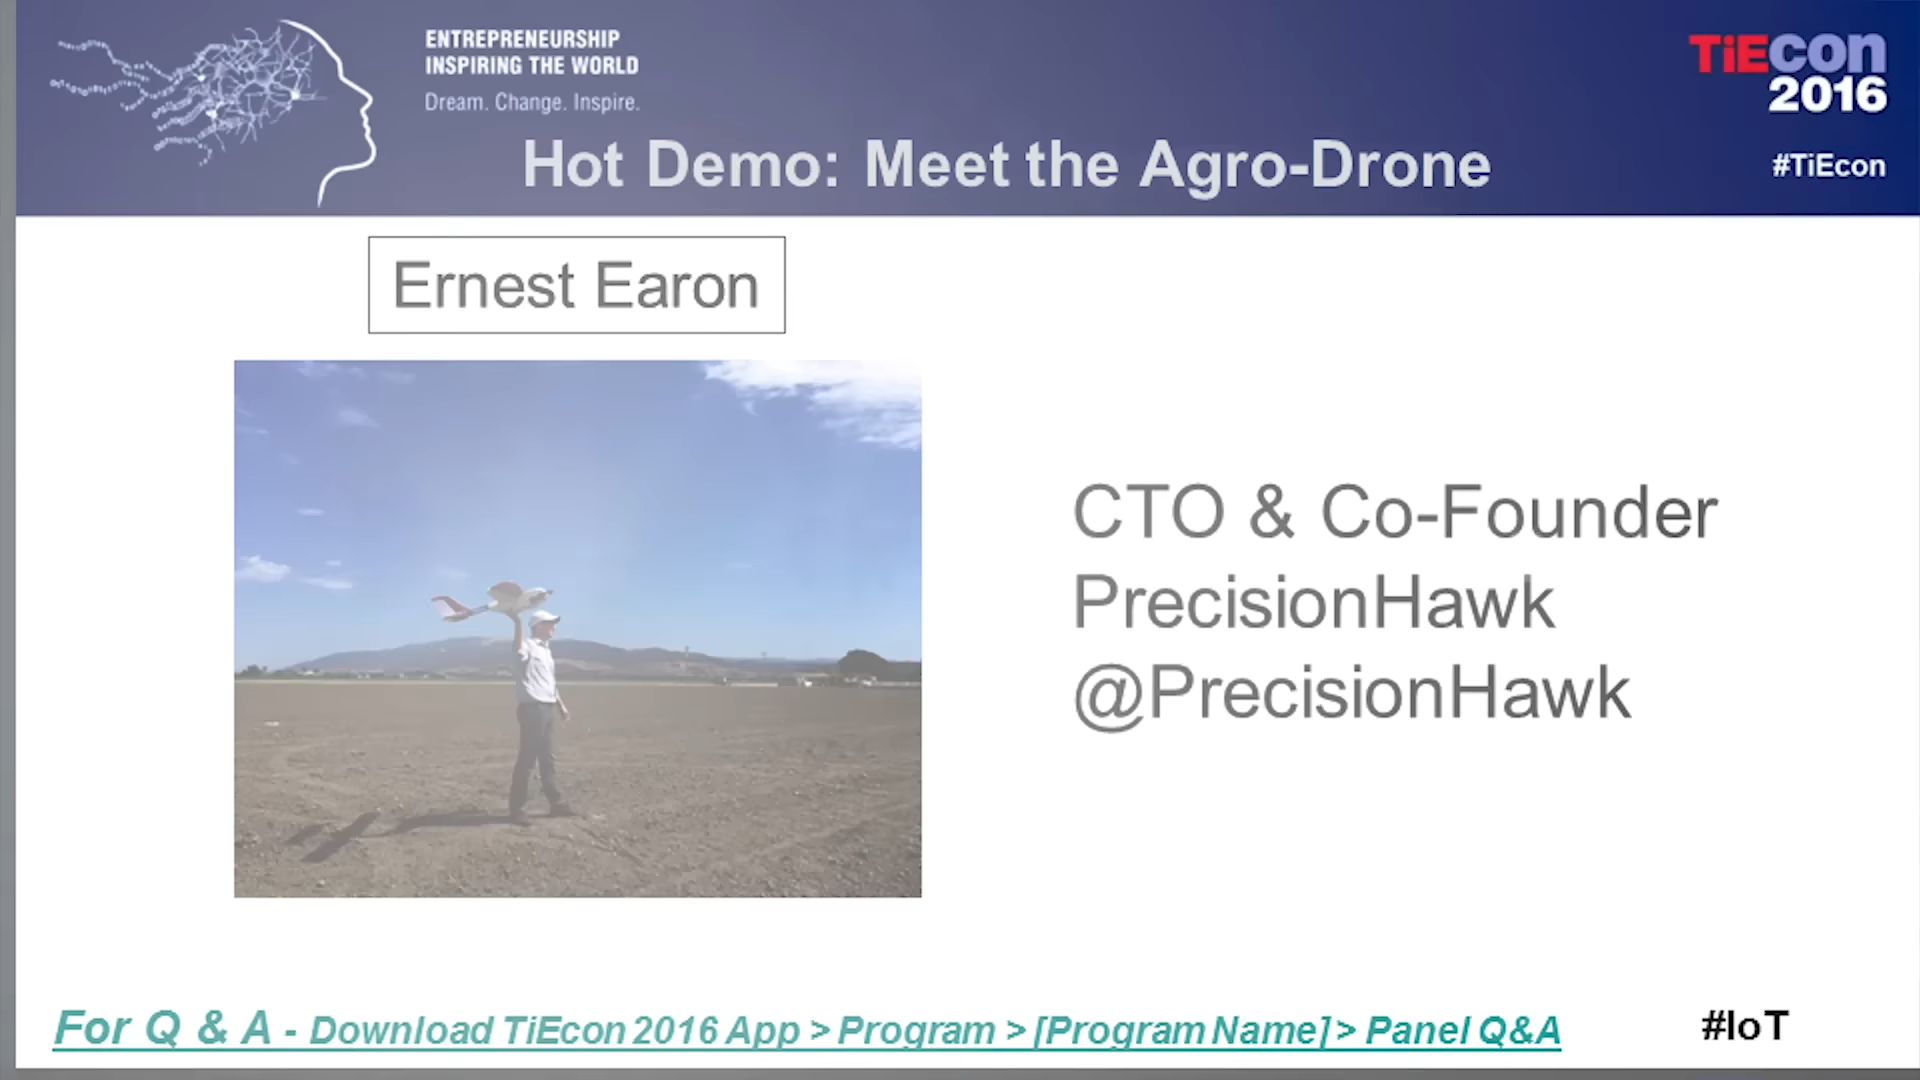 ENTREPRENEURSHIP
INSPIRING THE WORLD
Dream. Change. Inspire.
TiEcon
2016
#TiEcon
Hot Demo: Meet the Agro-Drone
Ernest Earon
CTO & Co-Founder
PrecisionHawk
@PrecisionHawk
For Q & A - Download TiEcon 2016 App > Program > [Program Name] > Panel Q&A
#IoT